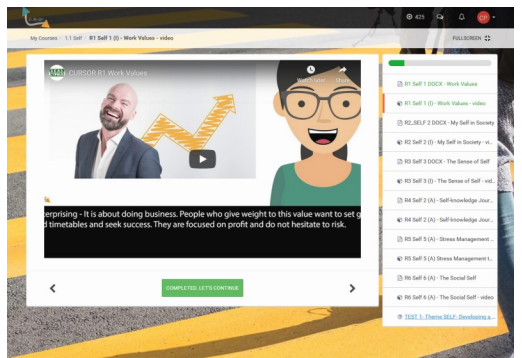 425
CP
My Courses / 1.1 Self / R1 Self 1 (I) - Work Values - video
FULLSCREEN
CURSOR R1 Work Values
Watch later
Share
erprising - It is about doing business. People who give weight to this value want to set g
d timetables and seek success. They are focused on profit and do not hesitate to risk.
COMPLETED. LET'S CONTINUE
R1 Self 1 DOCX - Work Values
R1 Self 1 (I) - Work Values - video
R2_SELF 2 DOCX - My Self in Society
R2 Self 2 (I) - My Self in Society - vi...
R3 Self 3 DOCX - The Sense of Self
R3 Self 3 (I) - The Sense of Self - vid...
R4 Self 2 (A) - Self-knowledge Jour...
R4 Self 2 (A) - Self-knowledge Jour...
R5 Self 5 (A) - Stress Management ...
R5 Self 5 (A) Stress Management t...
R6 Self 6 (A) - The Social Self
R6 Self 6 (A) - The Social Self - video
TEST 1- Theme SELF: Developing a ...